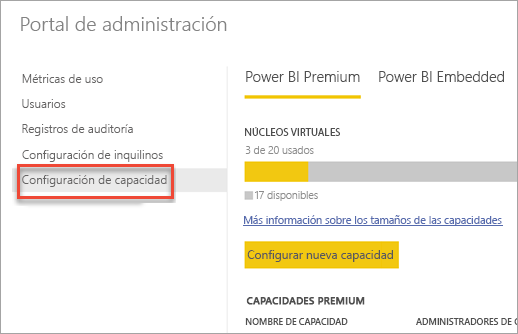 Portal de administración
Métricas de uso
Usuarios
Registros de auditoría
Configuración de inquilinos
Configuración de capacidad
Power BI Premium
Power BI Embedded
NÚCLEOS VIRTUALES
3 de 20 usados
17 disponibles
Más información sobre los tamaños de las capacidades
Configurar nueva capacidad
CAPACIDADES PREMIUM
NOMBRE DE CAPACIDAD
ADMINISTRADORES DE